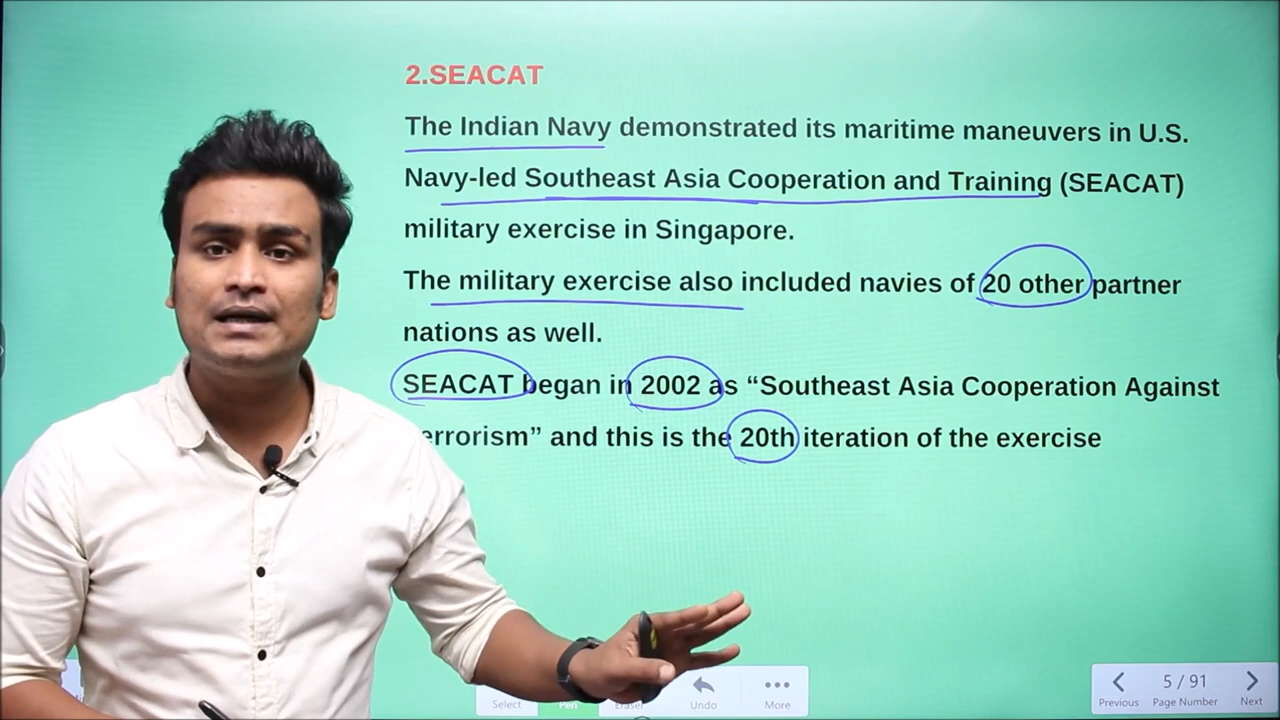 2.SEACAT
The Indian Navy demonstrated its maritime maneuvers in U.S.
Navy-led Southeast Asia Cooperation and Training (SEACAT)
military exercise in Singapore.
The military exercise also included navies of 20 other partner
nations as well.
SEACAT began in 2002 as “Southeast Asia Cooperation Against
errorism” and this is the 20th iteration of the exercise
Select Pen Eraser Undo More
5 / 91
Previous Page Number Next